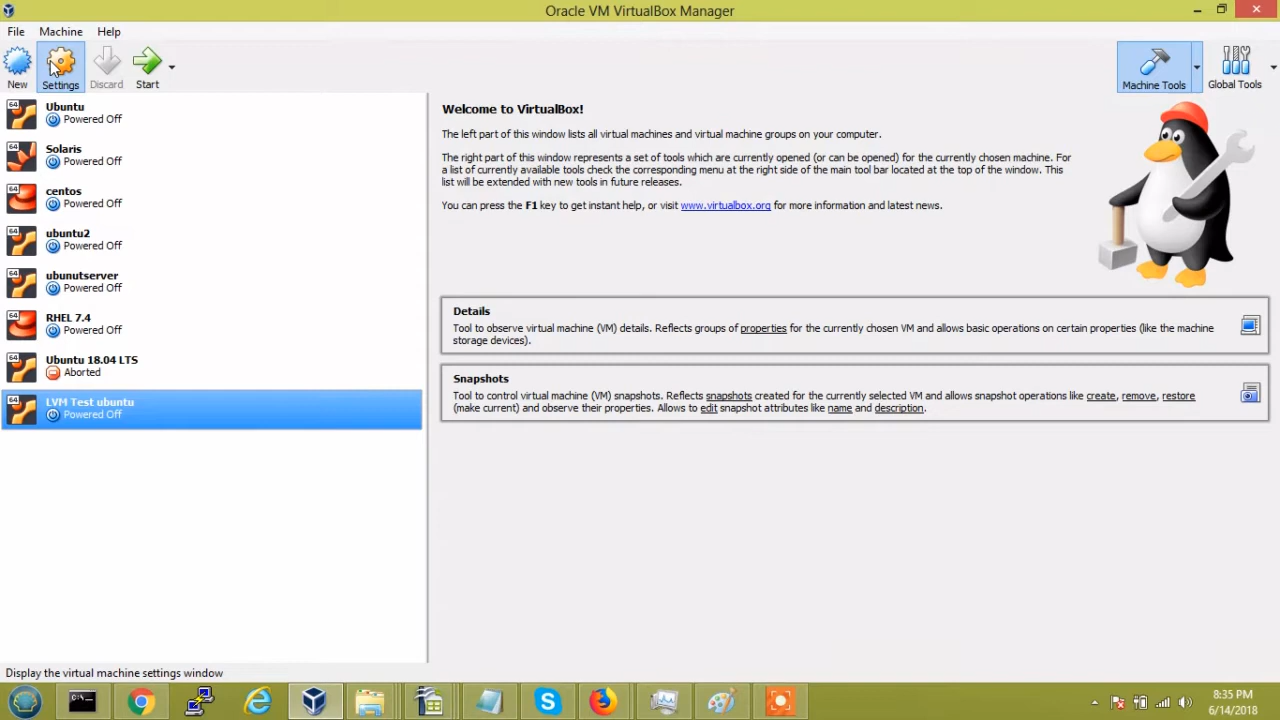 Oracle VM VirtualBox Manager
File Machine Help
New Settings Discard Start
Machine Tools Global Tools
64 Ubuntu
Powered Off
64 Solaris
Powered Off
64 centos
Powered Off
64 ubuntu2
Powered Off
64 ubunutserver
Powered Off
64 RHEL 7.4
Powered Off
64 Ubuntu 18.04 LTS
Aborted
64 LVM Test ubuntu
Powered Off
Welcome to VirtualBox!
The left part of this window lists all virtual machines and virtual machine groups on your computer.
The right part of this window represents a set of tools which are currently opened (or can be opened) for the currently chosen machine. For
a list of currently available tools check the corresponding menu at the right side of the main tool bar located at the top of the window. This
list will be extended with new tools in future releases.
You can press the F1 key to get instant help, or visit www.virtualbox.org for more information and latest news.
Details
Tool to observe virtual machine (VM) details. Reflects groups of properties for the currently chosen VM and allows basic operations on certain properties (like the machine
storage devices).
Snapshots
Tool to control virtual machine (VM) snapshots. Reflects snapshots created for the currently selected VM and allows snapshot operations like create, remove, restore
(make current) and observe their properties. Allows to edit snapshot attributes like name and description.
Display the virtual machine settings window
8:35 PM
6/14/2018